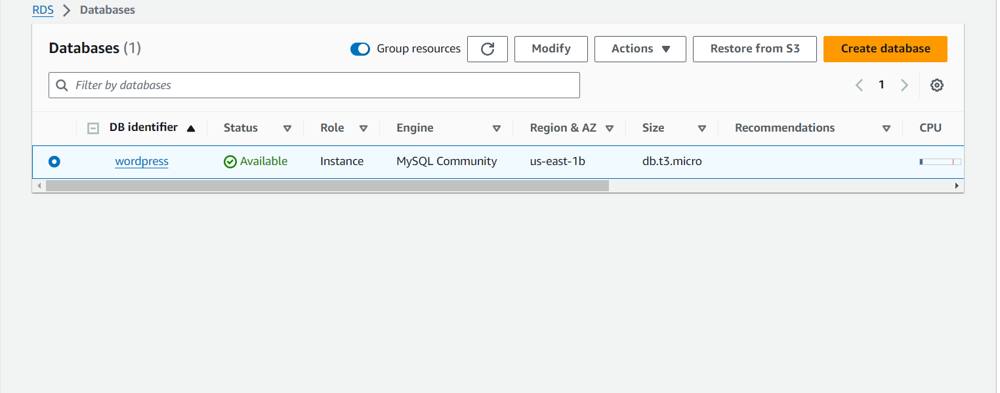 RDS > Databases
Databases (1) Group resources Modify Actions Restore from S3 Create database
Filter by databases 1
DB identifier Status Role Engine Region & AZ Size Recommendations CPU
wordpress Available Instance MySQL Community us-east-1b db.t3.micro